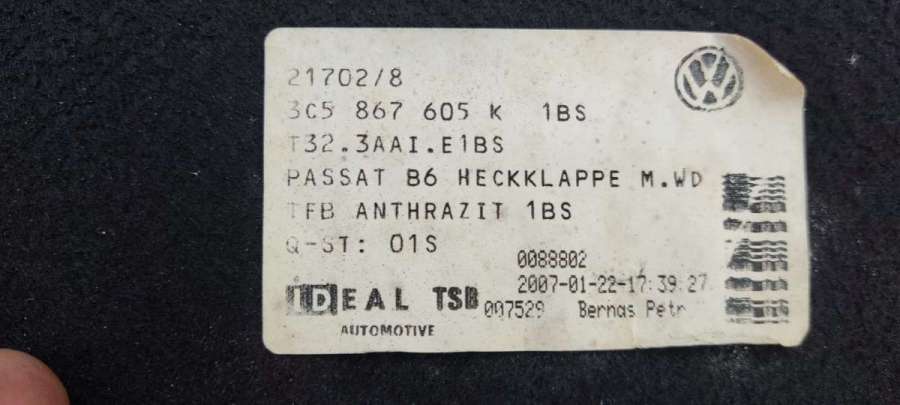 21702/8
3C5 867 605 K 1BS
T32.3AAI.E1BS
PASSAT B6 HECKKLAPPE M.WD
TFB ANTHRAZIT 1BS
Q-ST: 01S
0088802
2007-01-22-17:39:27
IDEAL TSB 007529 Bernas Petr
AUTOMOTIVE